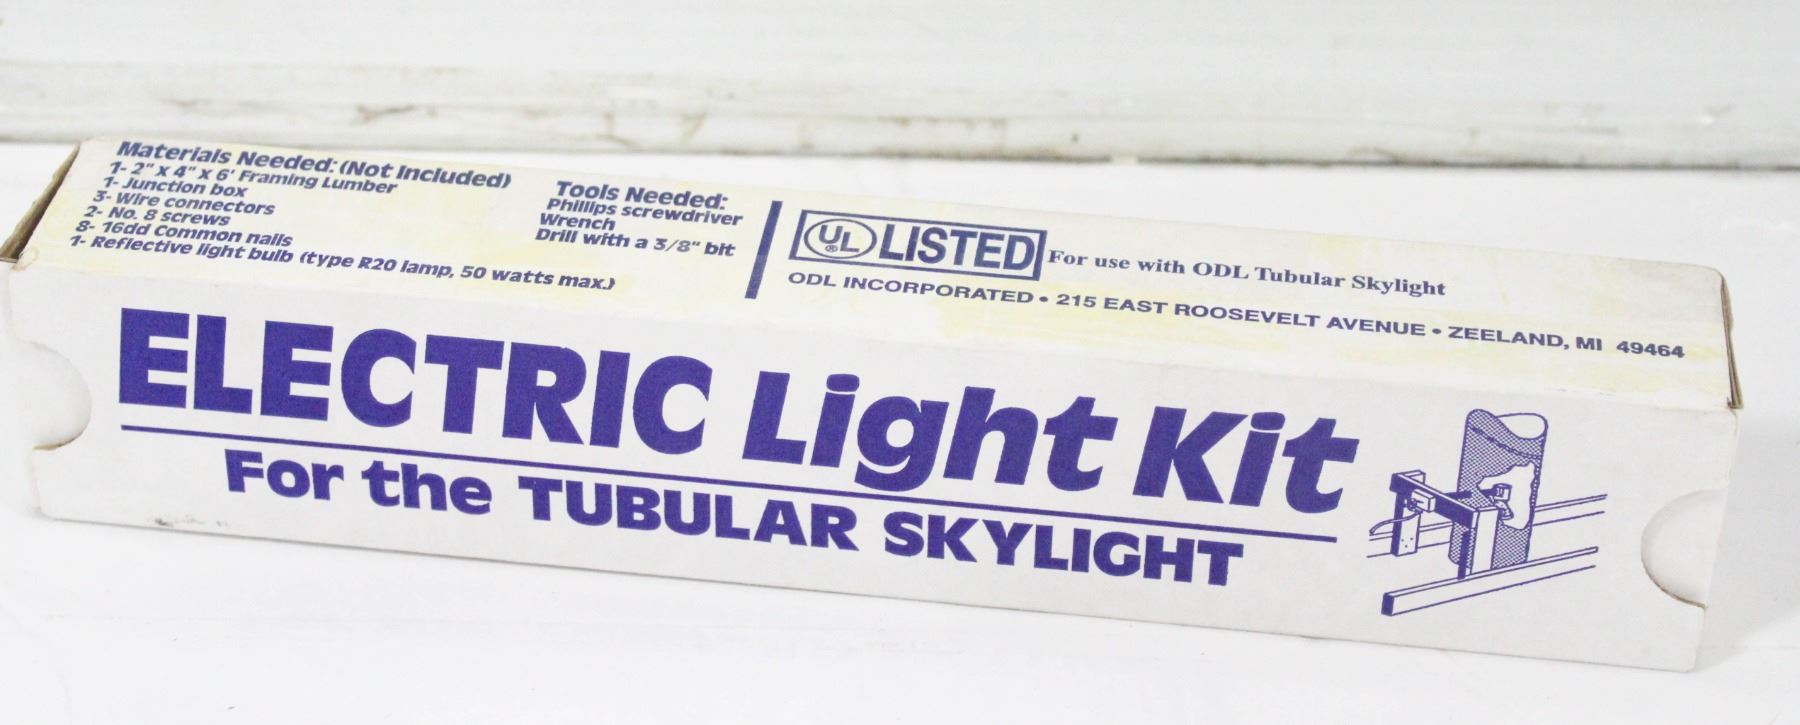 Materials Needed: (Not Included)
1- 2" x 4" x 6' Framing Lumber
1- Junction box
3- Wire connectors
2- No. 8 screws
8- 16dd Common nails
1- Reflective light bulb (type R20 lamp, 50 watts max.)
Tools Needed:
Phillips screwdriver
Wrench
Drill with a 3/8" bit
UL® LISTED For use with ODL Tubular Skylight
ODL INCORPORATED • 215 EAST ROOSEVELT AVENUE • ZEELAND, MI 49464
ELECTRIC Light Kit
For the TUBULAR SKYLIGHT